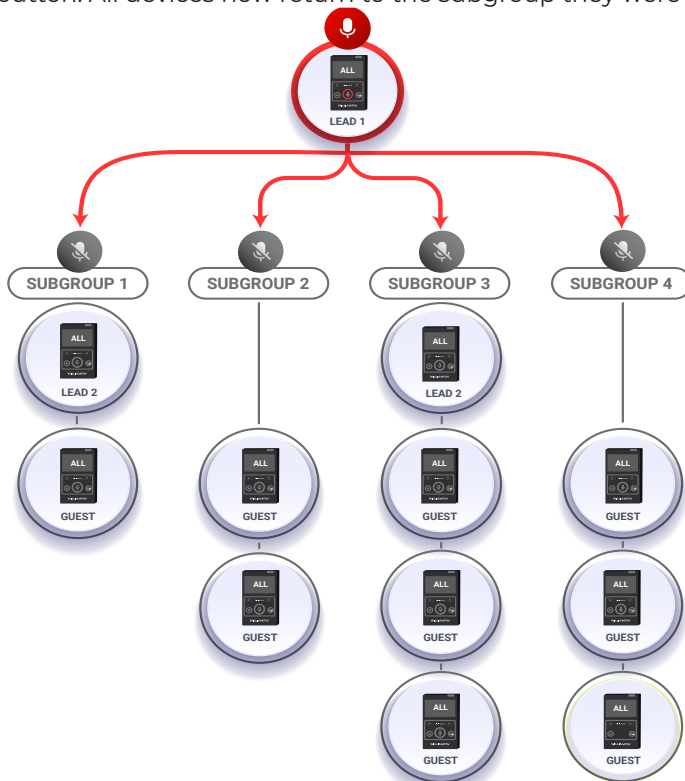 button. All devices now return to the subgroup they were
ALL
LEAD 1
SUBGROUP 1
SUBGROUP 2
SUBGROUP 3
SUBGROUP 4
ALL
LEAD 2
ALL
LEAD 2
ALL
GUEST
ALL
GUEST
ALL
GUEST
ALL
GUEST
ALL
GUEST
ALL
GUEST
ALL
GUEST
ALL
GUEST
ALL
GUEST